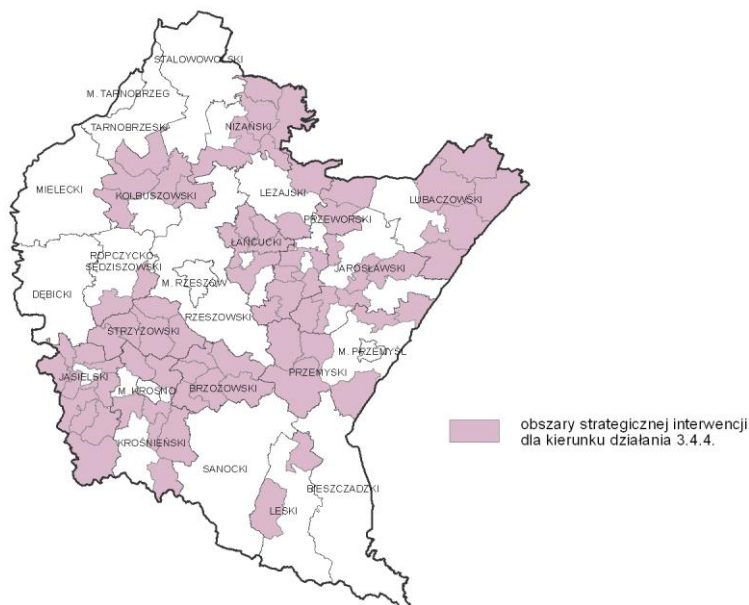 STALOWOWOLSKI
M. TARNOBRZEG
TARNOBRZESKI
NIŻAŃSKI
MIELECKI
KOLBUSZOWSKI
LEŻAJSKI
LUBACZOWSKI
PRZEWORSKI
ŁAŃCUCKI
ROPCZYCKO-
SĘDZISZOWSKI
JAROSŁAWSKI
M. RZESZÓW
DĘBICKI
RZESZOWSKI
STRZYŻOWSKI
M. PRZEMYŚL
JASIELSKI
PRZEMYSKI
M. KROSNO
BRZOZOWSKI
obszary strategicznej interwencji
dla kierunku działania 3.4.4.
KROŚNIEŃSKI
SANOCKI
BIESZCZADZKI
LESKI